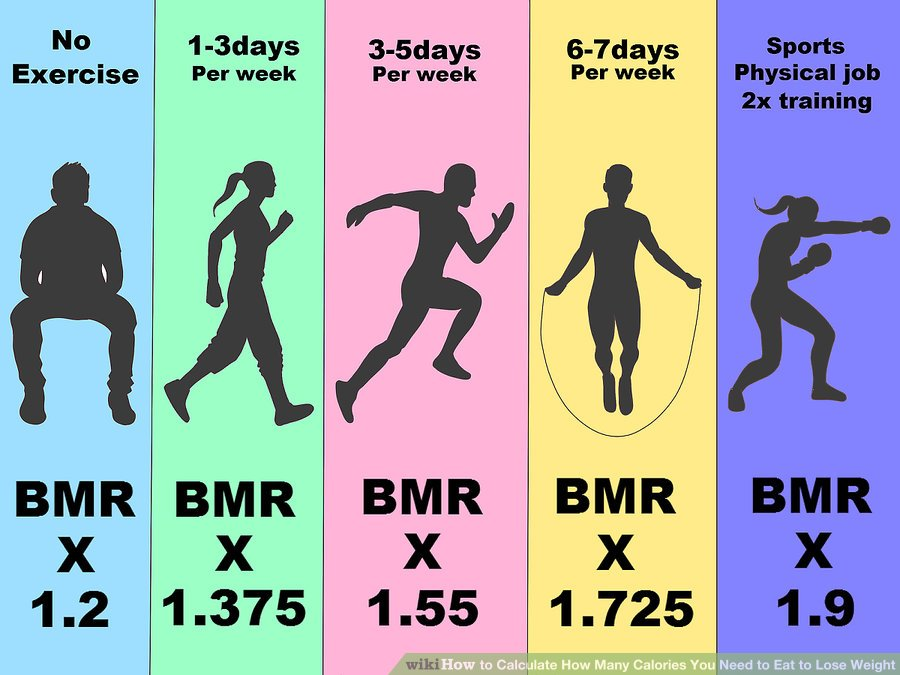 No
Exercise
BMR
X
1.2
1-3days
Per week
BMR
X
1.375
3-5days
Per week
BMR
X
1.55
6-7days
Per week
BMR
X
1.725
Sports
Physical job
2x training
BMR
X
1.9
wikiHow to Calculate How Many Calories You Need to Eat to Lose Weight